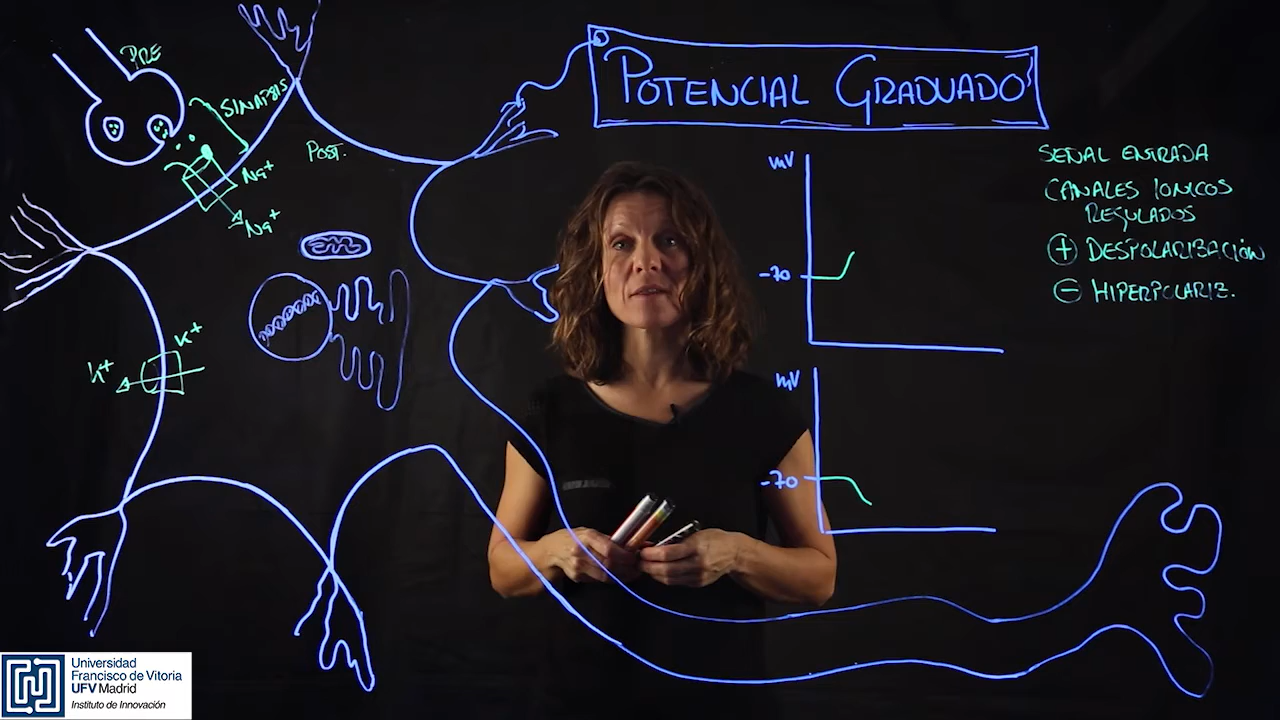 PRE
SINAPSIS
POST.
Na+
Na+
K+
K+
POTENCIAL GRADUADO
mV
-70
mV
-70
SEÑAL ENTRADA
CANALES IONICOS
REGULADOS
+ DESPOLARIZACIÓN
- HIPERPOLARIZ.
Universidad
Francisco de Vitoria
UFV Madrid
Instituto de Innovación